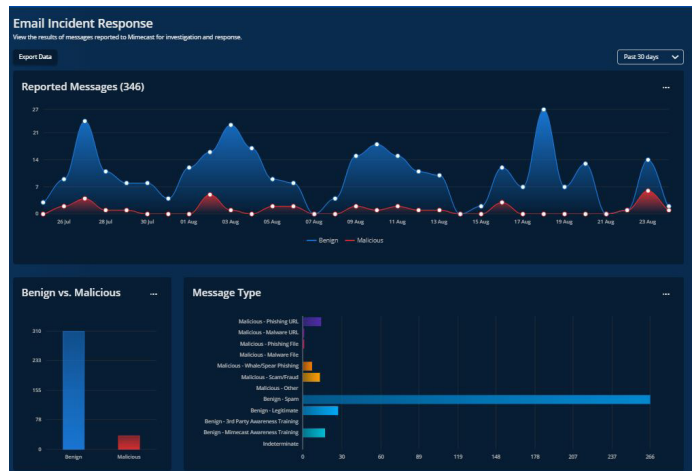 Email Incident Response
View the results of messages reported to Mimecast for investigation and response.
Export Data
Past 30 days
Reported Messages (346)
...
27
21
14
7
0
26 Jul 28 Jul 30 Jul 01 Aug 03 Aug 05 Aug 07 Aug 09 Aug 11 Aug 13 Aug 15 Aug 17 Aug 19 Aug 21 Aug 23 Aug
Benign Malicious
Benign vs. Malicious
...
310
233
155
78
0
Benign Malicious
Message Type
...
Malicious - Phishing URL
Malicious - Malware URL
Malicious - Phishing File
Malicious - Malware File
Malicious - Whale/Spear Phishing
Malicious - Scam/Fraud
Malicious - Other
Benign - Spam
Benign - Legitimate
Benign - 3rd Party Awareness Training
Benign - Mimecast Awareness Training
Indeterminate
0 30 60 89 119 148 178 207 237 266